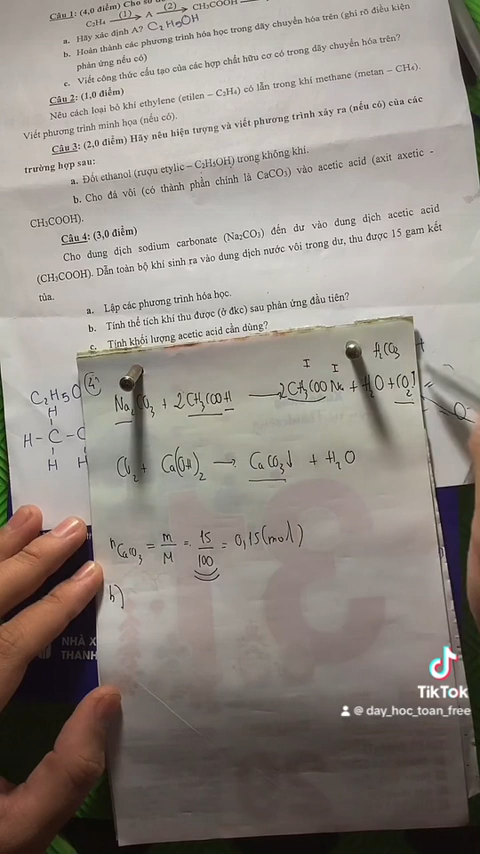 Câu 1: (4,0 điểm) Cho sơ đồ
C₂H₄ (1)→ A (2)→ CH₃COOH
a. Hãy xác định A? C₂H₅OH
b. Hoàn thành các phương trình hóa học trong dãy chuyển hóa trên (ghi rõ điều kiện
phản ứng nếu có)
c. Viết công thức cấu tạo của các hợp chất hữu cơ có trong dãy chuyển hóa trên?
Câu 2: (1,0 điểm)
Nêu cách loại bỏ khí ethylene (etilen – C₂H₄) có lẫn trong khí methane (metan – CH₄).
Viết phương trình minh họa (nếu có).
Câu 3: (2,0 điểm) Hãy nêu hiện tượng và viết phương trình xảy ra (nếu có) của các
trường hợp sau:
a. Đốt ethanol (rượu etylic – C₂H₅OH) trong không khí.
b. Cho đá vôi (có thành phần chính là CaCO₃) vào acetic acid (axit axetic -
CH₃COOH).
Câu 4: (3,0 điểm)
Cho dung dịch sodium carbonate (Na₂CO₃) đến dư vào dung dịch acetic acid
(CH₃COOH). Dẫn toàn bộ khí sinh ra vào dung dịch nước vôi trong dư, thu được 15 gam kết
tủa.
a. Lập các phương trình hóa học.
b. Tính thể tích khí thu được (ở đkc) sau phản ứng đầu tiên?
c. Tính khối lượng acetic acid cần dùng?
H₂CO₃
C₂H₅O
4)
I I
Na₂CO₃ + 2CH₃COOH → 2CH₃COONa + H₂O + CO₂↑
H
H - C - C
H H
O
CO₂ + Ca(OH)₂ → CaCO₃↓ + H₂O
nCaCO₃ = m/M = 15/100 = 0,15(mol)
b)
NHÀ X
THANH
TikTok
@day_hoc_toan_free